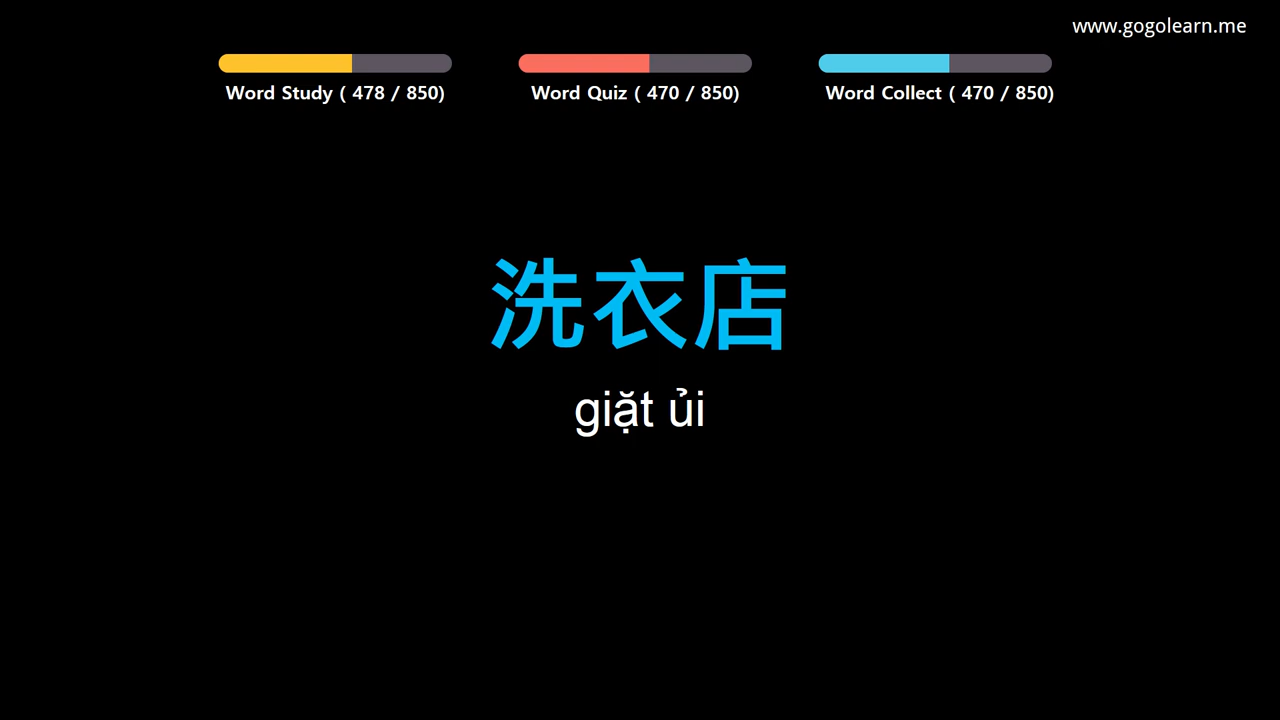 www.gogolearn.me
Word Study ( 478 / 850)
Word Quiz ( 470 / 850)
Word Collect ( 470 / 850)
洗衣店
giặt ủi